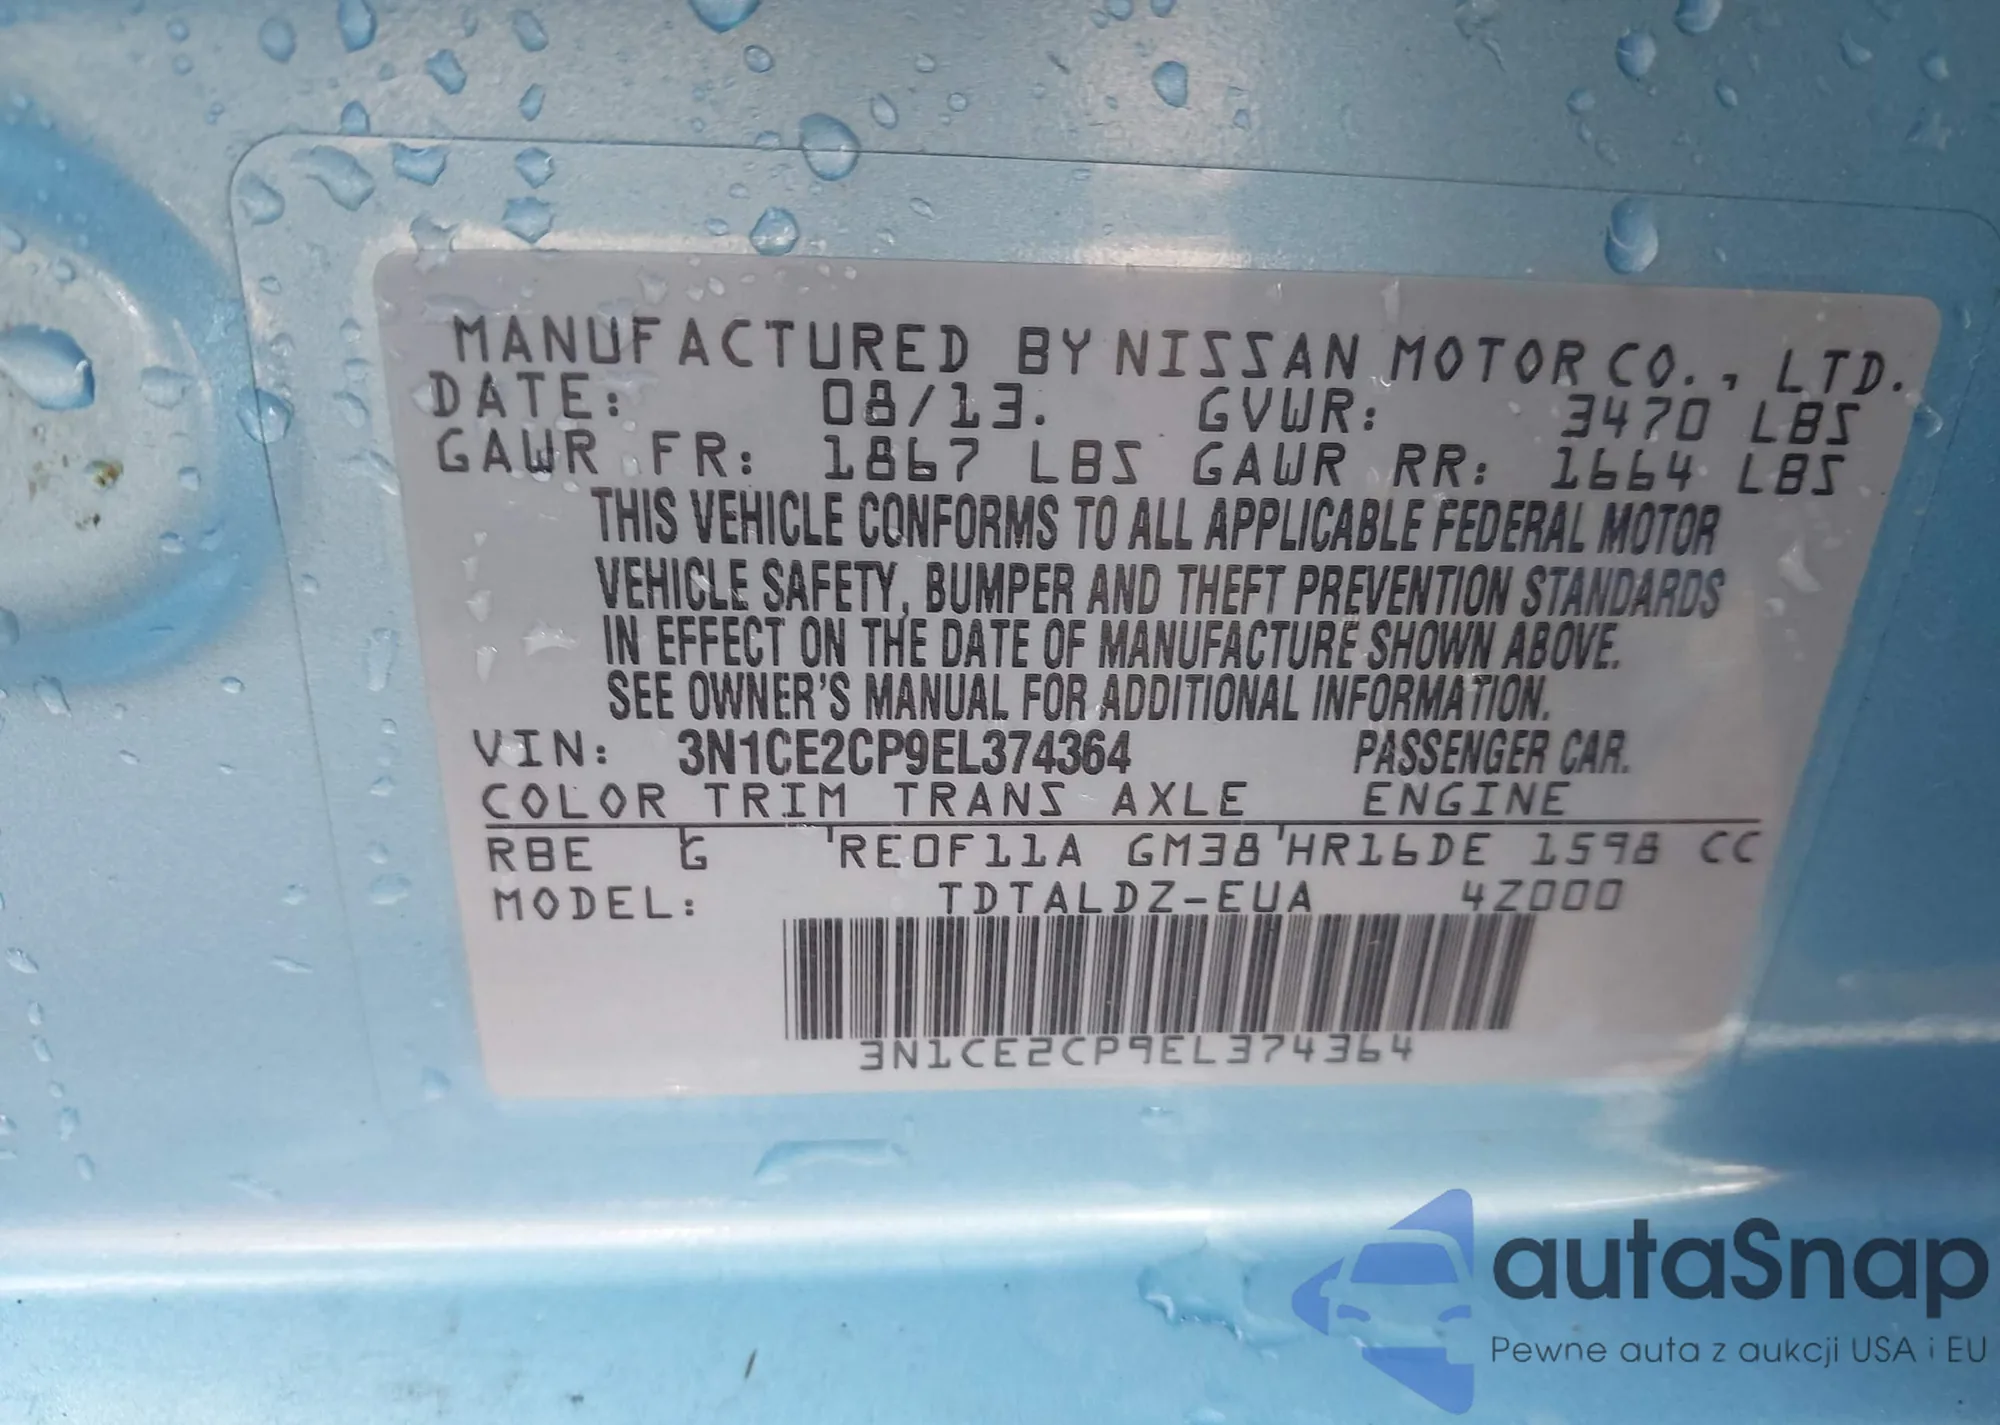 MANUFACTURED BY NISSAN MOTOR CO., LTD.
DATE: 08/13. GVWR: 3470 LBS
GAWR FR: 1867 LBS GAWR RR: 1664 LBS
THIS VEHICLE CONFORMS TO ALL APPLICABLE FEDERAL MOTOR
VEHICLE SAFETY, BUMPER AND THEFT PREVENTION STANDARDS
IN EFFECT ON THE DATE OF MANUFACTURE SHOWN ABOVE.
SEE OWNER'S MANUAL FOR ADDITIONAL INFORMATION.
VIN: 3N1CE2CP9EL374364 PASSENGER CAR.
COLOR TRIM TRANS AXLE ENGINE
RBE G RE0F11A GM38 HR16DE 1598 CC
MODEL: TDTALDZ-EUA 4Z000
3N1CE2CP9EL374364
autaSnap
Pewne auta z aukcji USA i EU